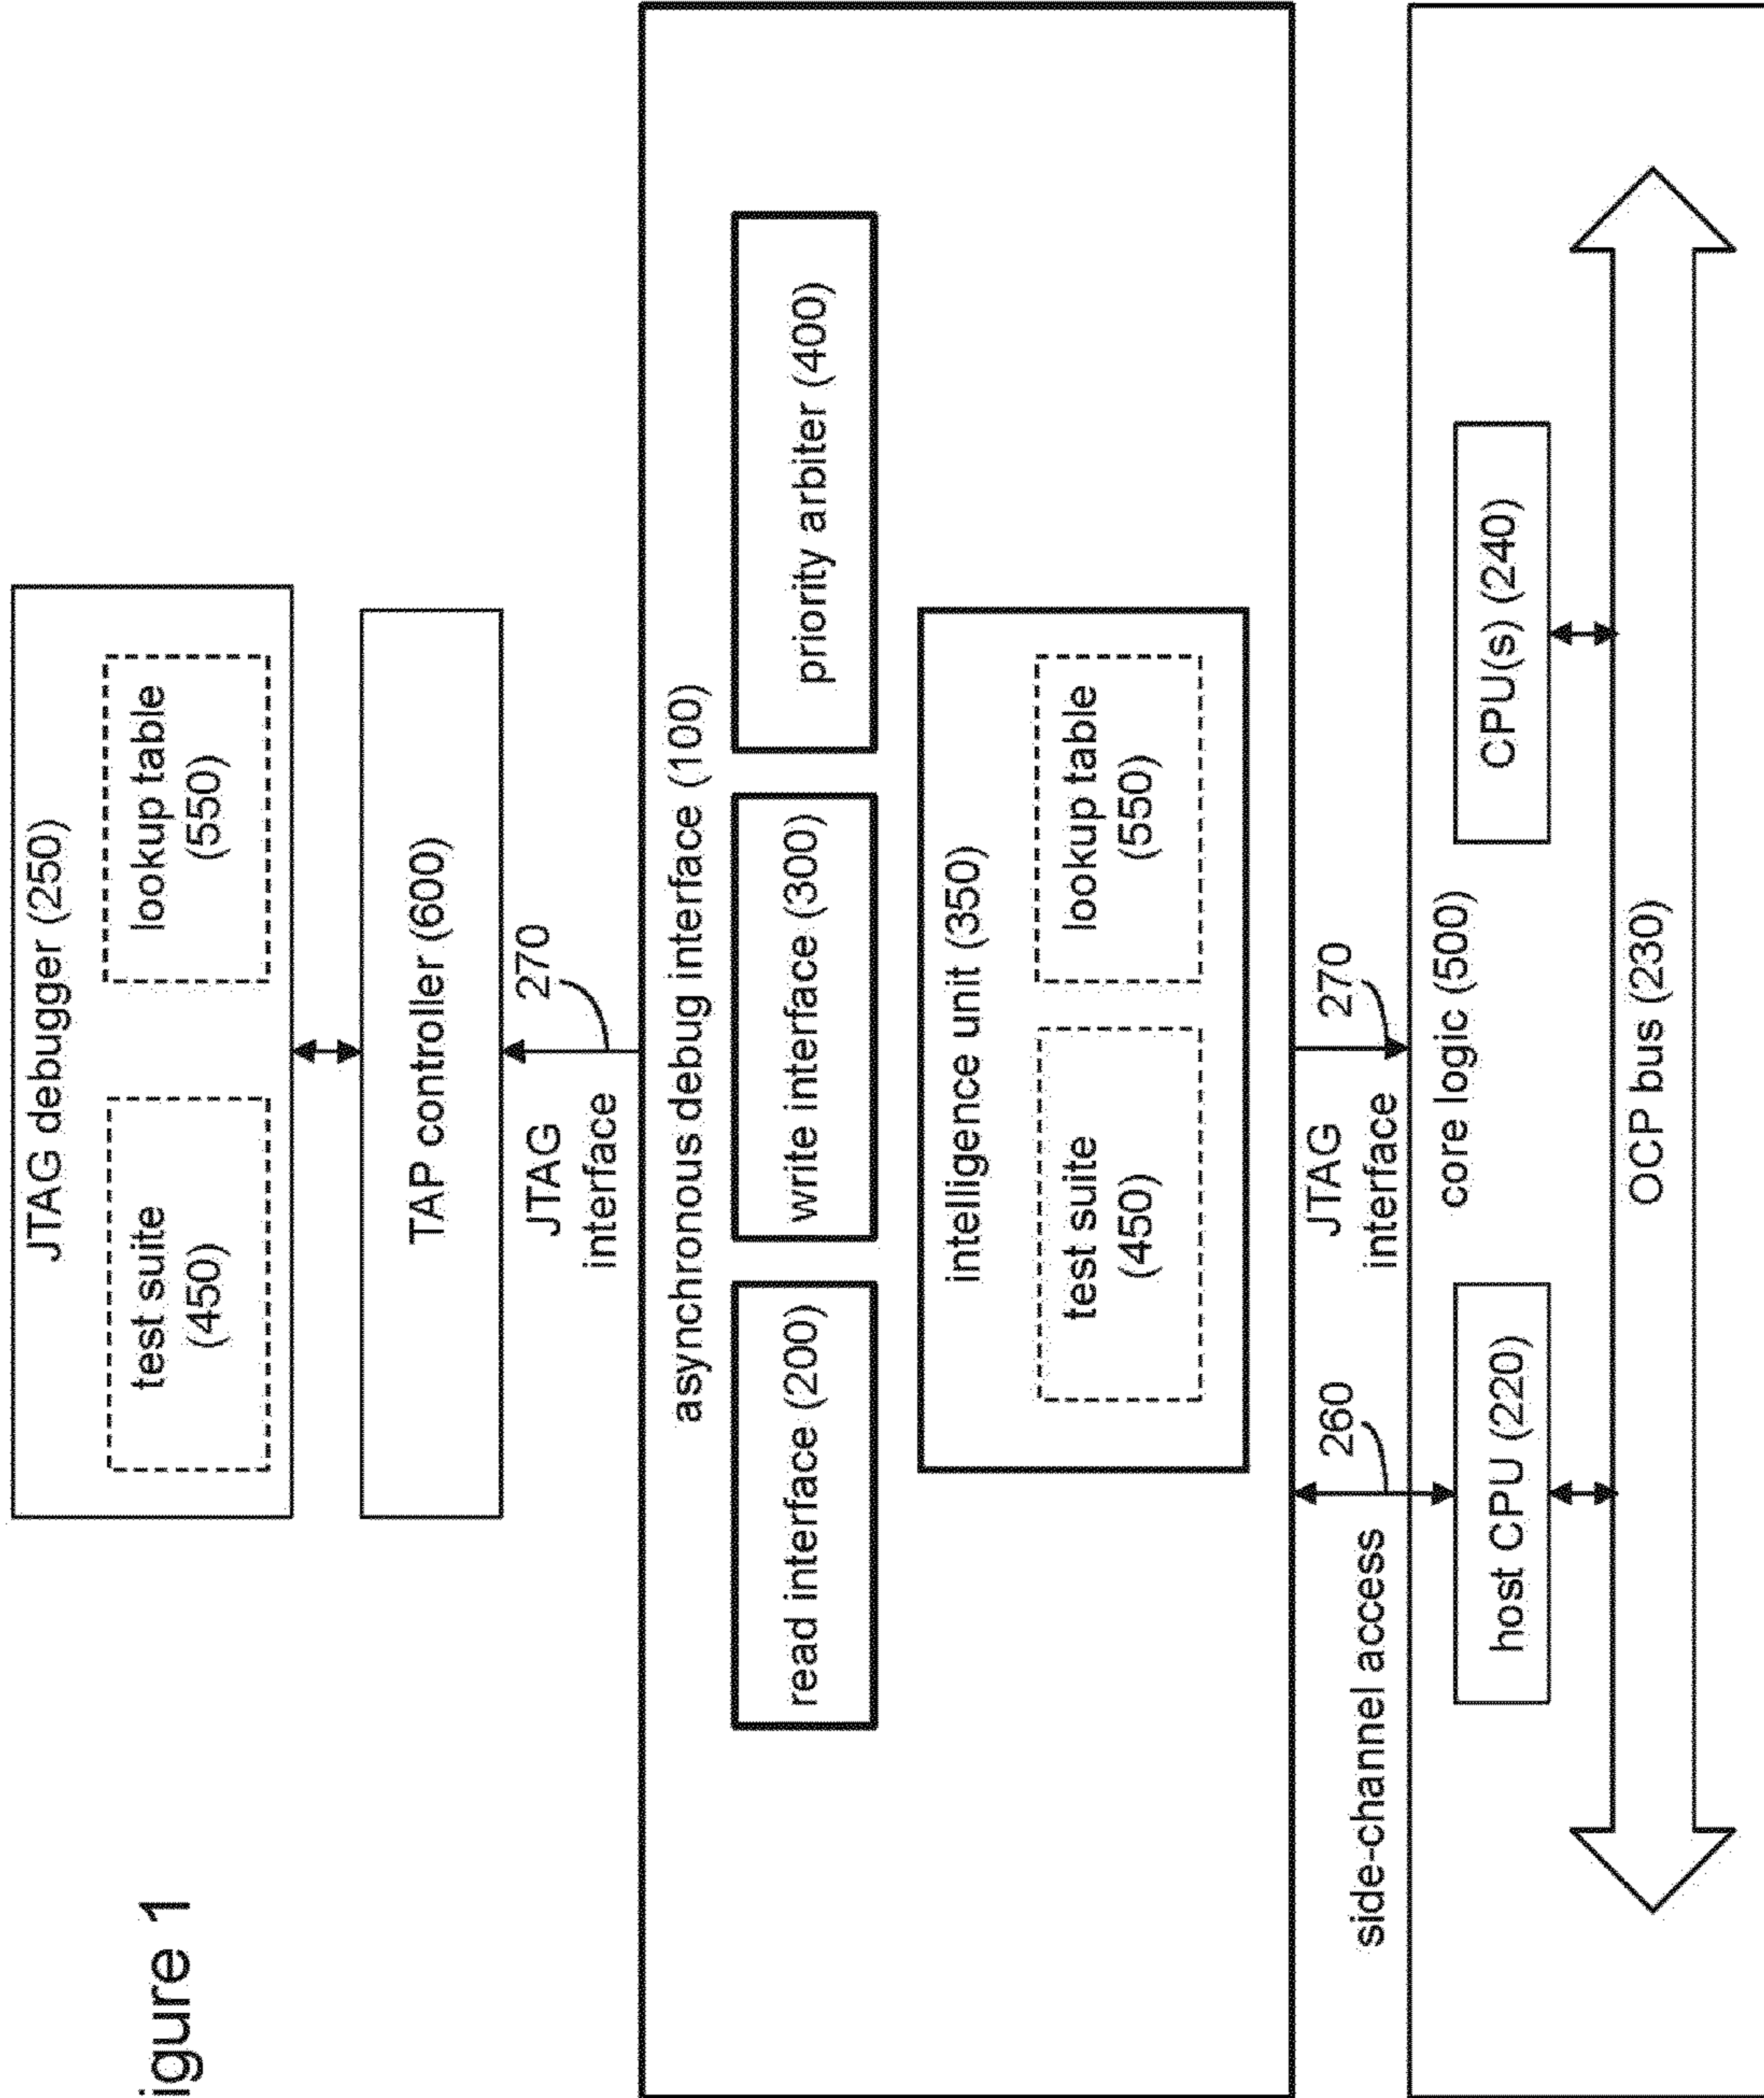 igure 1
JTAG debugger (250)
test suite
(450)
lookup table
(550)
TAP controller (600)
JTAG
interface
270
asynchronous debug interface (100)
read interface (200)
write interface (300)
priority arbiter (400)
intelligence unit (350)
test suite
(450)
lookup table
(550)
side-channel access
260
JTAG
interface
270
core logic (500)
host CPU (220)
CPU(s) (240)
OCP bus (230)